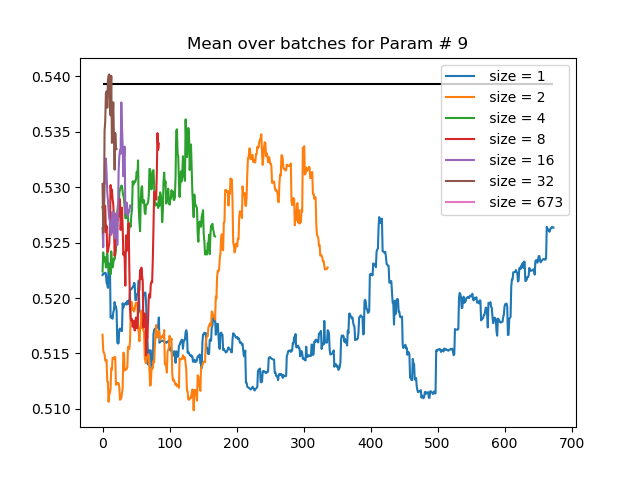 Mean over batches for Param # 9
0.540
0.535
0.530
0.525
0.520
0.515
0.510
size = 1
size = 2
size = 4
size = 8
size = 16
size = 32
size = 673
0 100 200 300 400 500 600 700